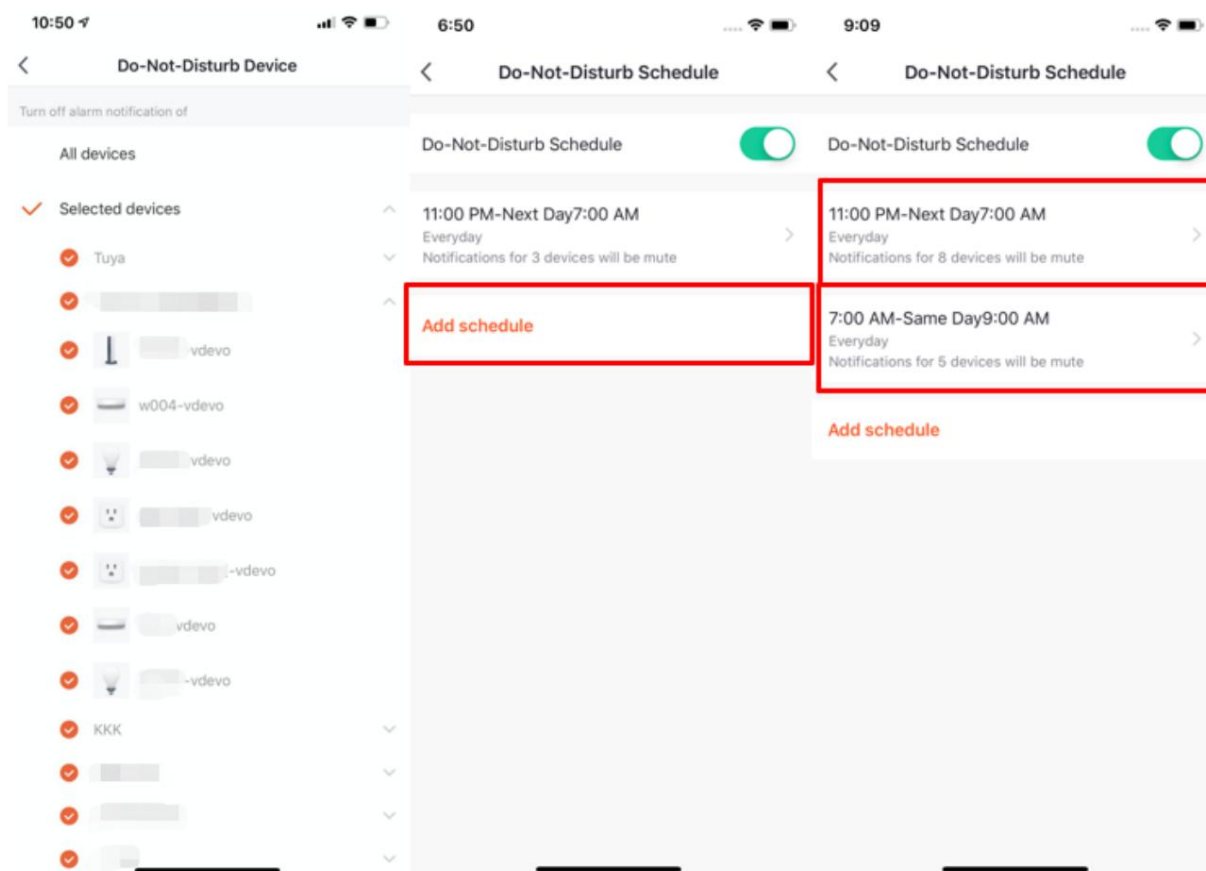 10:50
Do-Not-Disturb Device
Turn off alarm notification of
All devices
Selected devices
Tuya
-vdevo
w004-vdevo
vdevo
vdevo
-vdevo
vdevo
-vdevo
KKK
6:50
Do-Not-Disturb Schedule
Do-Not-Disturb Schedule
11:00 PM-Next Day7:00 AM
Everyday
Notifications for 3 devices will be mute
Add schedule
9:09
Do-Not-Disturb Schedule
Do-Not-Disturb Schedule
11:00 PM-Next Day7:00 AM
Everyday
Notifications for 8 devices will be mute
7:00 AM-Same Day9:00 AM
Everyday
Notifications for 5 devices will be mute
Add schedule